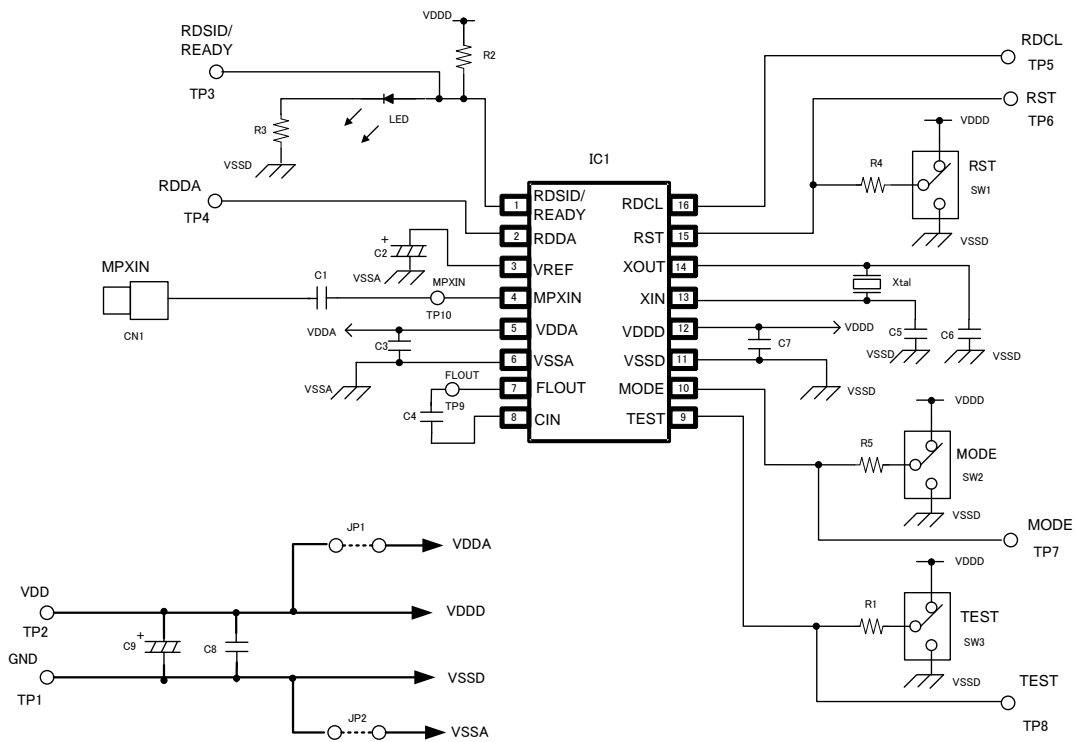 VDDD
RDSID/
READY
TP3
R2
LED
R3
VSSD
RDCL
TP5
RST
TP6
VDDD
R4
RST
SW1
VSSD
IC1
RDDA
TP4
C2
+
VSSA
MPXIN
CN1
C1
MPXIN
TP10
VDDA
C3
VSSA
FLOUT
TP9
C4
1 RDSID/
READY
2 RDDA
3 VREF
4 MPXIN
5 VDDA
6 VSSA
7 FLOUT
8 CIN
RDCL 16
RST 15
XOUT 14
XIN 13
VDDD 12
VSSD 11
MODE 10
TEST 9
Xtal
C5
C6
VSSD
VSSD
VDDD
C7
VSSD
VDDD
R5
MODE
SW2
VSSD
MODE
TP7
VDDD
R1
TEST
SW3
VSSD
TEST
TP8
JP1
VDDA
VDD
TP2
VDDD
+
C9
C8
GND
TP1
VSSD
JP2
VSSA